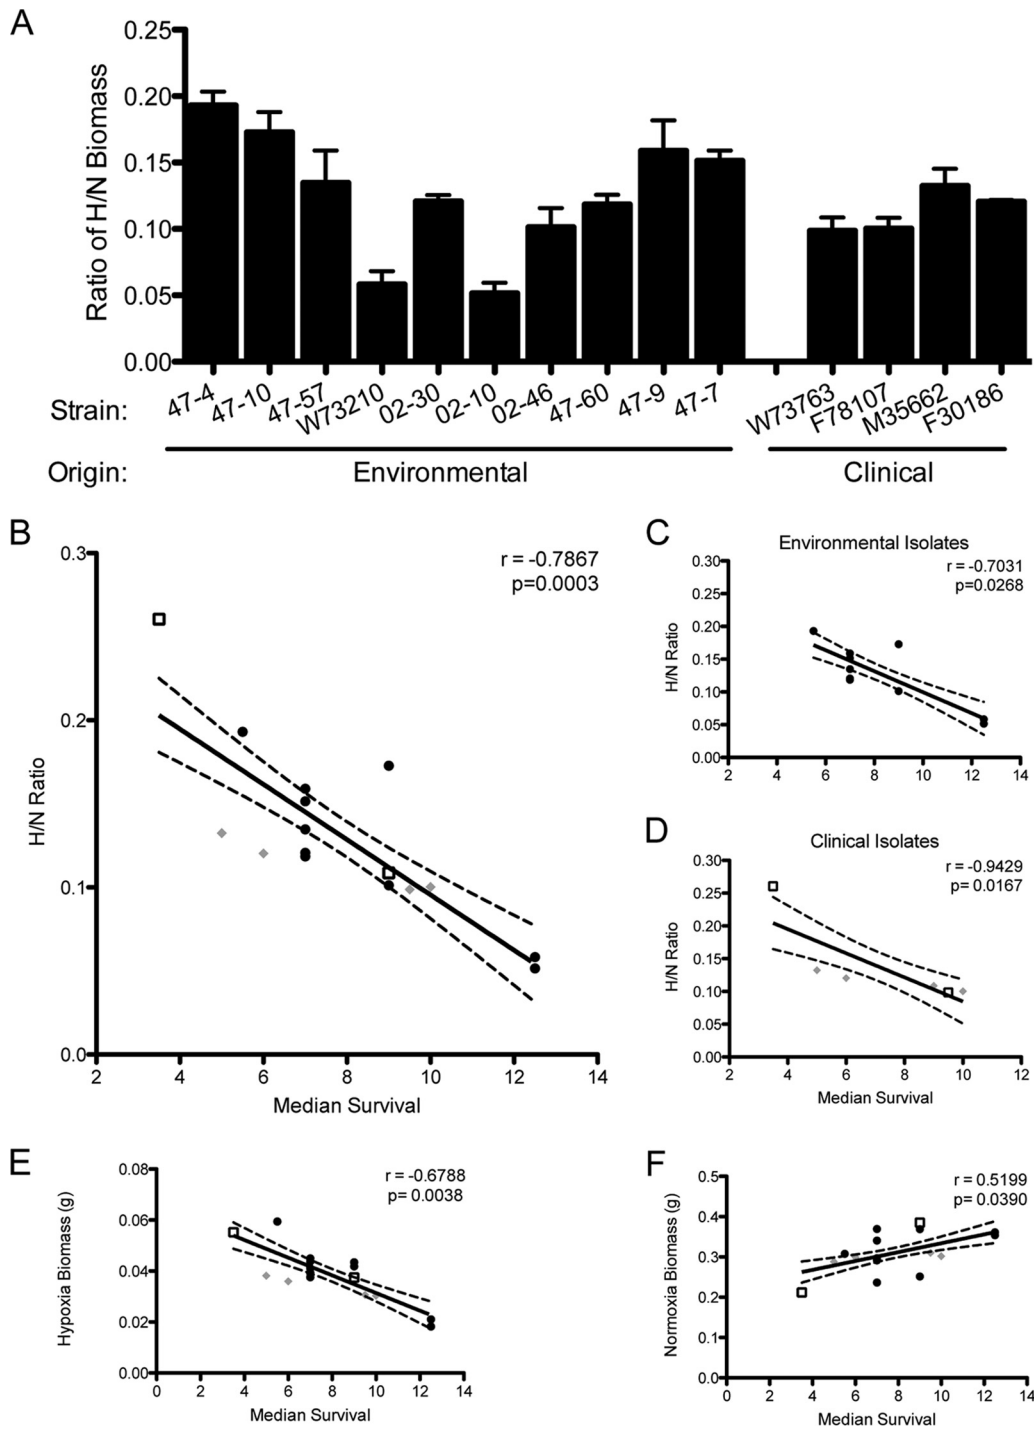 A
Ratio of H/N Biomass
0.25
0.20
0.15
0.10
0.05
0.00
Strain: 47-4 47-10 47-57 W73210 02-30 02-10 02-46 47-60 47-9 47-7 W73763 F78107 M35662 F30186
Origin: Environmental Clinical
B
r = -0.7867
p=0.0003
H/N Ratio
0.3
0.2
0.1
0.0
2 4 6 8 10 12 14
Median Survival
C
Environmental Isolates
r = -0.7031
p=0.0268
H/N Ratio
0.30
0.25
0.20
0.15
0.10
0.05
0.00
2 4 6 8 10 12 14
D
Clinical Isolates
r = -0.9429
p= 0.0167
H/N Ratio
0.30
0.25
0.20
0.15
0.10
0.05
0.00
2 4 6 8 10 12
Median Survival
E
r = -0.6788
p= 0.0038
Hypoxia Biomass (g)
0.08
0.06
0.04
0.02
0.00
0 2 4 6 8 10 12 14
Median Survival
F
r = 0.5199
p= 0.0390
Normoxia Biomass (g)
0.5
0.4
0.3
0.2
0.1
0.0
0 2 4 6 8 10 12 14
Median Survival